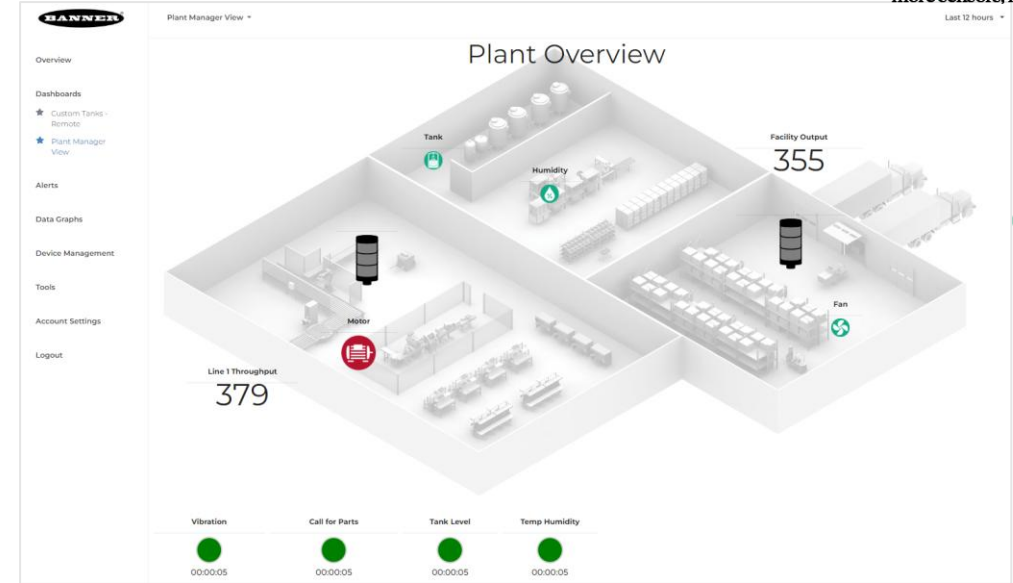 more sensors,
BANNER
Plant Manager View
Last 12 hours
Plant Overview
Overview
Dashboards
Custom Tanks -
Remote
Plant Manager
View
Alerts
Data Graphs
Device Management
Tools
Account Settings
Logout
Tank
Humidity
Facility Output
355
Motor
Fan
Line 1 Throughput
379
Vibration
Call for Parts
Tank Level
Temp Humidity
00:00:05
00:00:05
00:00:05
00:00:05